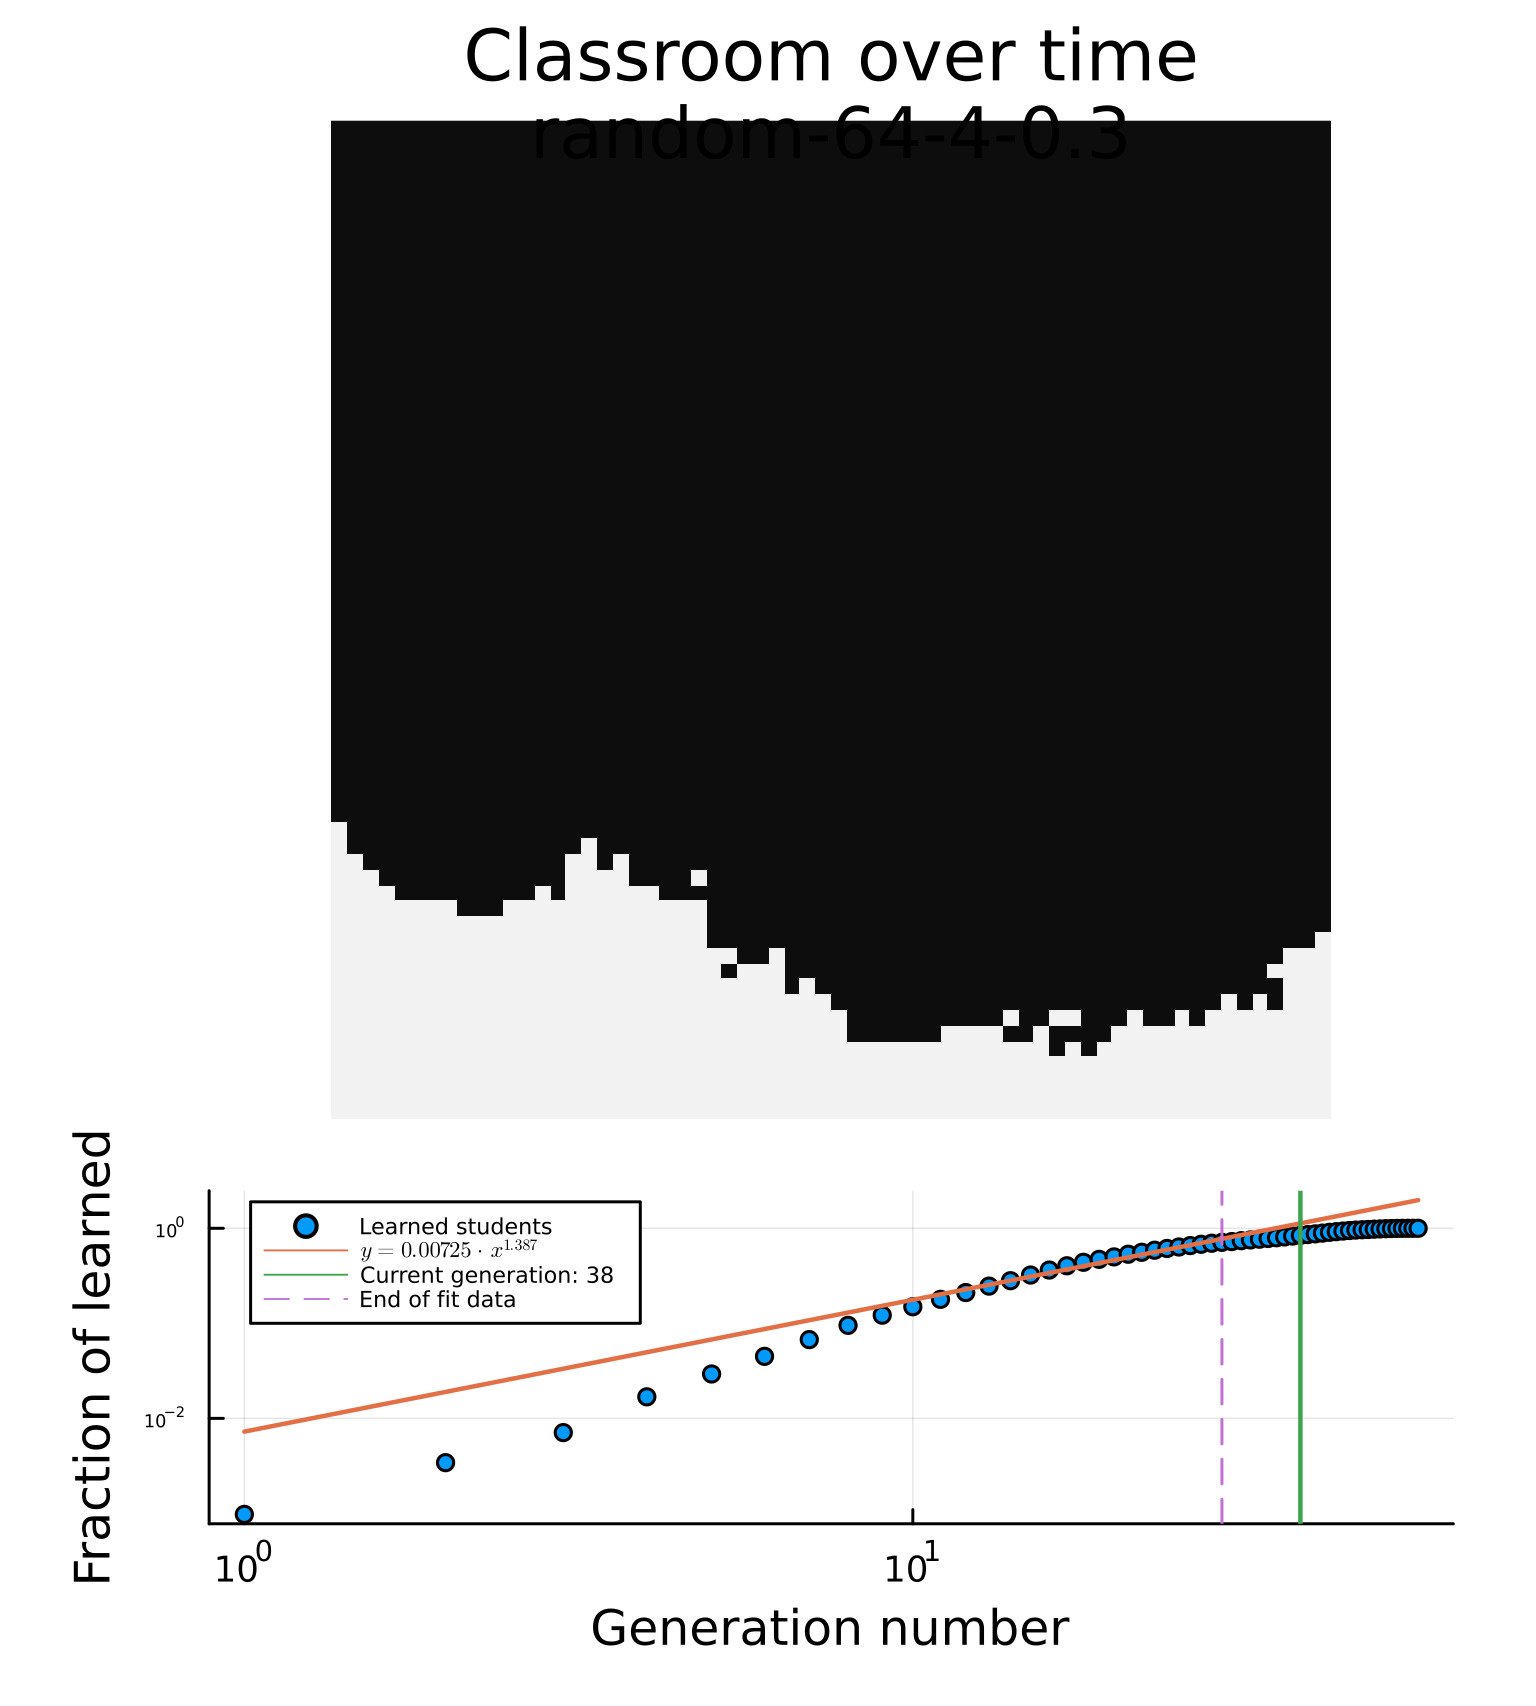 Classroom over time
random-64-4-0.3
Learned students
y = 0.00725 · x^1.387
Current generation: 38
End of fit data
Fraction of learned
10^0
10^−2
10^0
10^1
Generation number